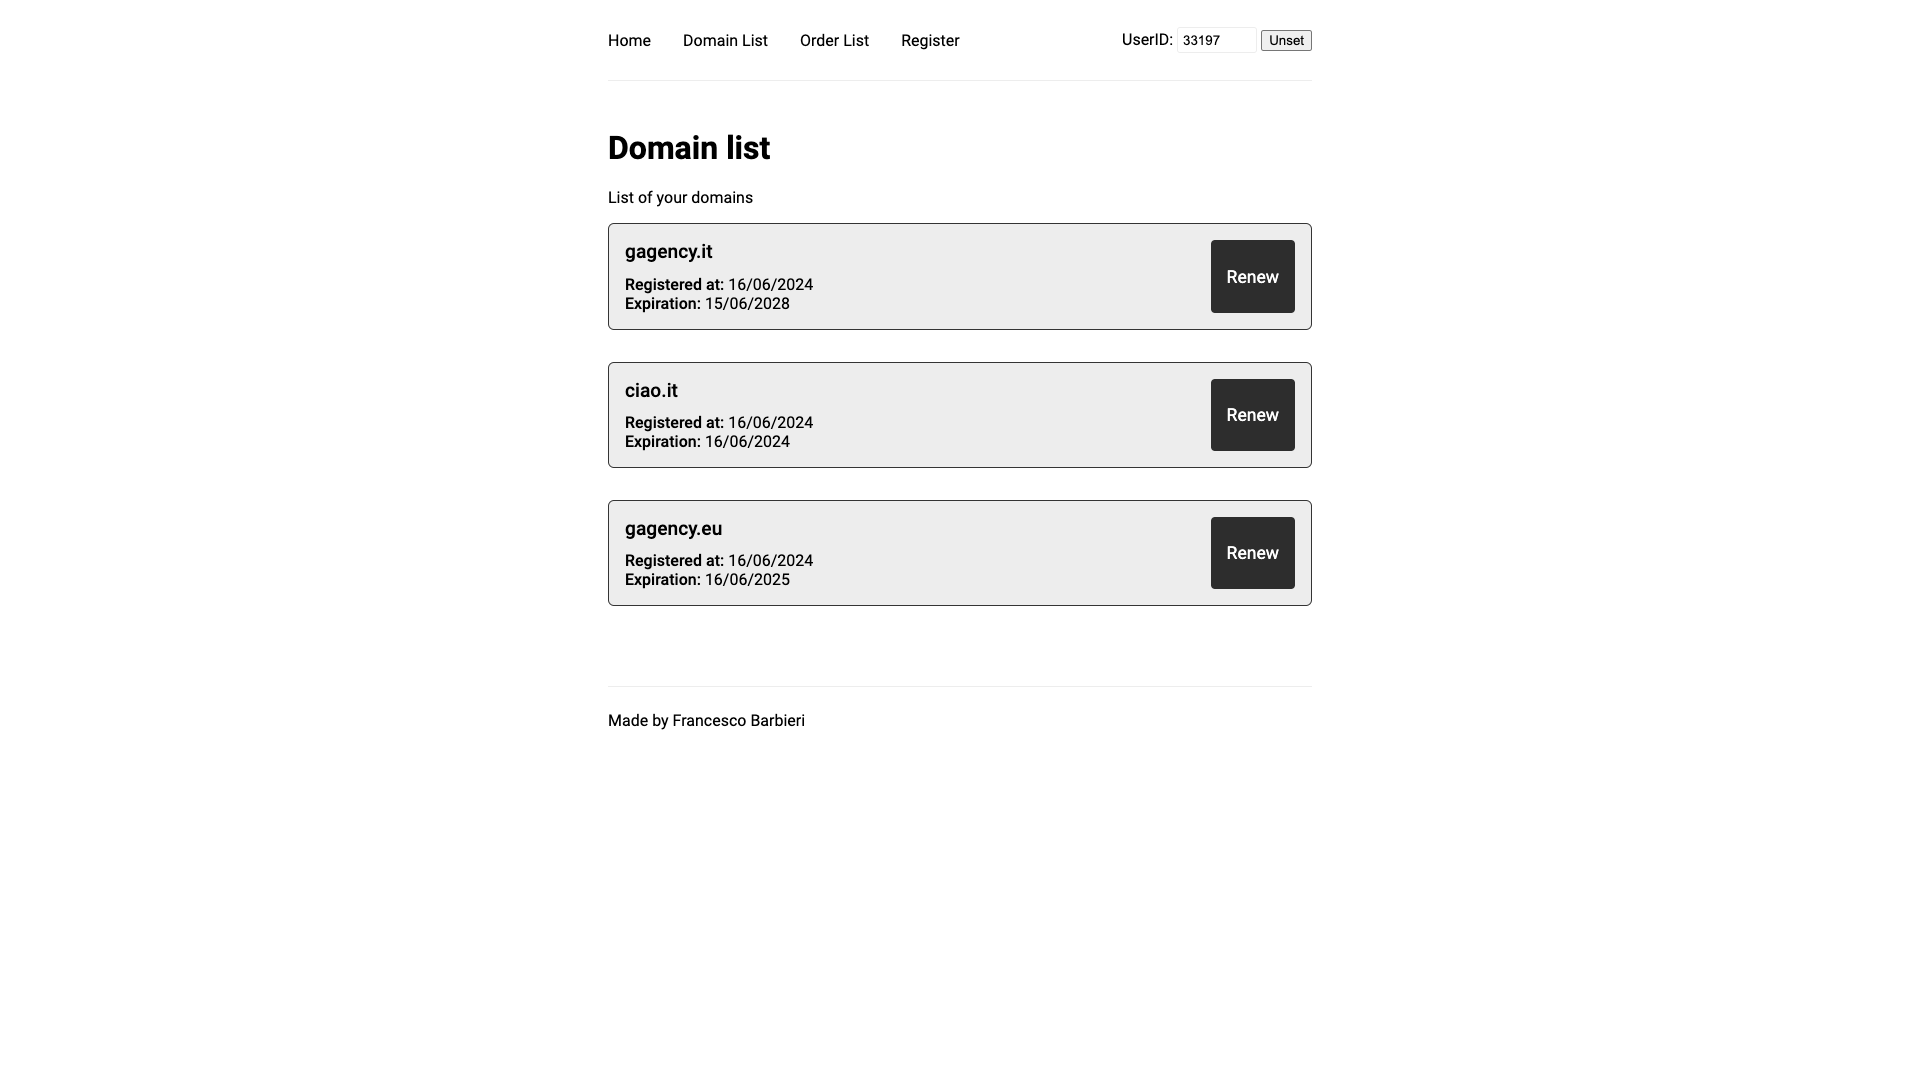 Home Domain List Order List Register UserID: 33197 Unset
Domain list
List of your domains
gagency.it
Registered at: 16/06/2024
Expiration: 15/06/2028
Renew
ciao.it
Registered at: 16/06/2024
Expiration: 16/06/2024
Renew
gagency.eu
Registered at: 16/06/2024
Expiration: 16/06/2025
Renew
Made by Francesco Barbieri